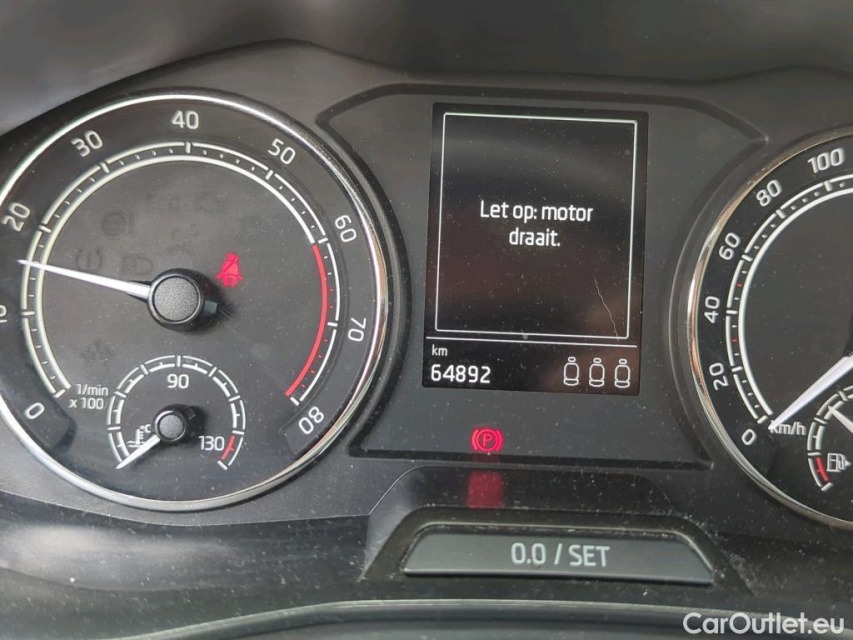 40
30
50
20
60
10
70
1/min
x 100
0
80
90
°C
130
Let op: motor
draait.
km
64892
P
0.0 / SET
100
80
60
40
20
0
km/h
CarOutlet.eu